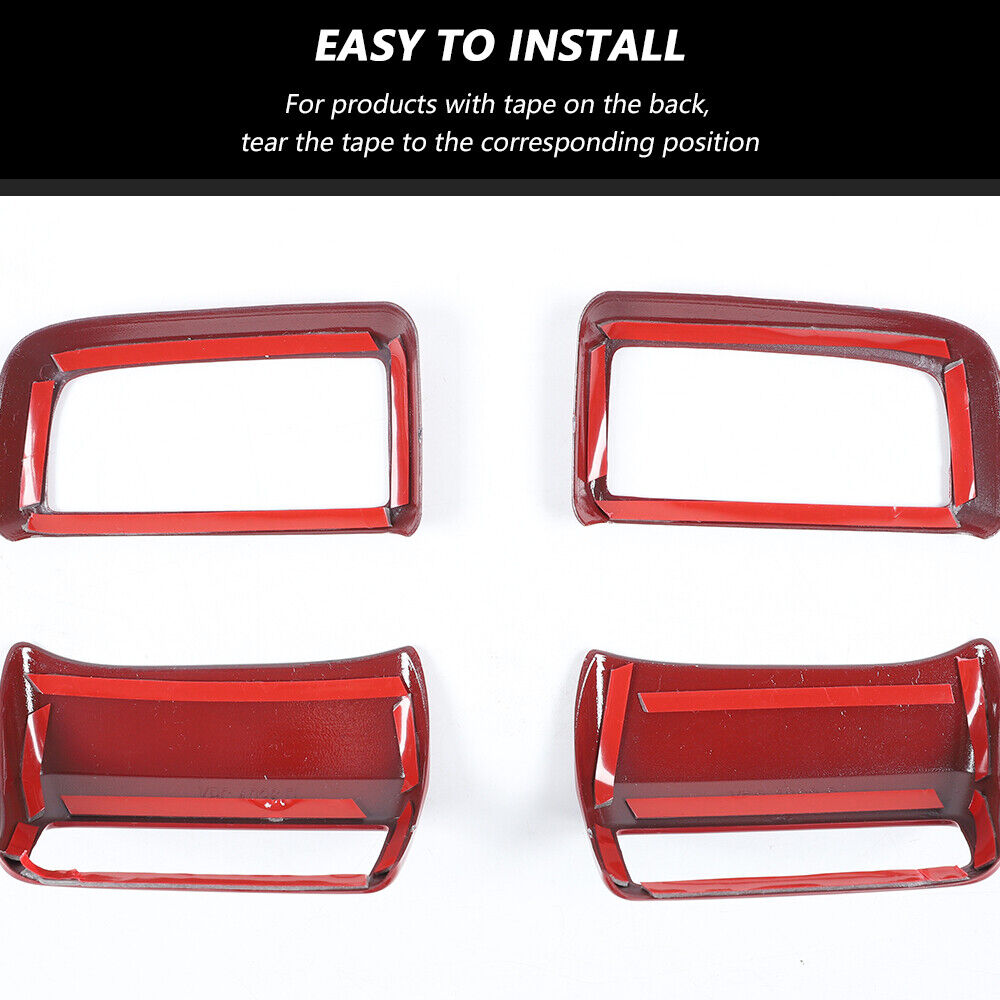 EASY TO INSTALL
For products with tape on the back,
tear the tape to the corresponding position